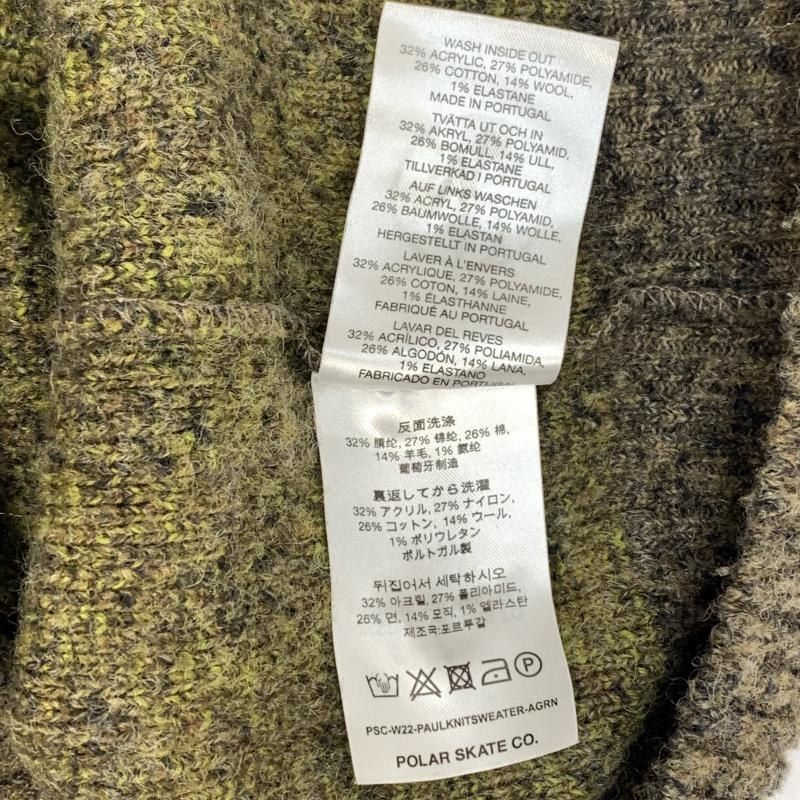 WASH INSIDE OUT
32% ACRYLIC, 27% POLYAMIDE,
26% COTTON, 14% WOOL,
1% ELASTANE
MADE IN PORTUGAL
TVÄTTA UT OCH IN
32% AKRYL, 27% POLYAMID,
26% BOMULL, 14% ULL,
1% ELASTANE
TILLVERKAD I PORTUGAL
AUF LINKS WASCHEN
32% ACRYL, 27% POLYAMID,
26% BAUMWOLLE, 14% WOLLE,
1% ELASTAN
HERGESTELLT IN PORTUGAL
LAVER À L'ENVERS
32% ACRYLIQUE, 27% POLYAMIDE,
26% COTON, 14% LAINE,
1% ÉLASTHANNE
FABRIQUÉ AU PORTUGAL
LAVAR DEL REVES
32% ACRÍLICO, 27% POLIAMIDA,
26% ALGODÓN, 14% LANA,
1% ELASTANO
FABRICADO EN PORTUGAL
反面洗涤
32% 腈纶, 27% 锦纶, 26% 棉,
14% 羊毛, 1% 氨纶
葡萄牙制造
裏返してから洗濯
32% アクリル, 27% ナイロン,
26% コットン, 14% ウール,
1% ポリウレタン
ポルトガル製
뒤집어서 세탁하시오
32% 아크릴, 27% 폴리아미드,
26% 면, 14% 모직, 1% 엘라스탄
제조국:포르투갈
P
PSC-W22-PAULKNITSWEATER-AGRN
POLAR SKATE CO.